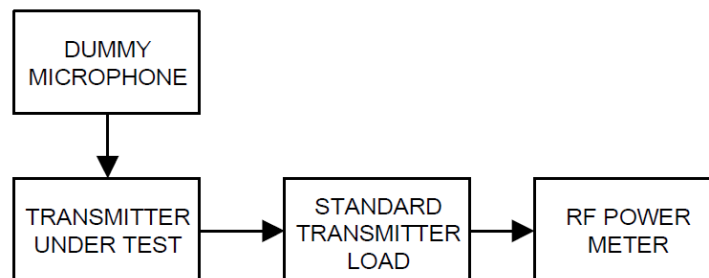 DUMMY
MICROPHONE
TRANSMITTER
UNDER TEST
STANDARD
TRANSMITTER
LOAD
RF POWER
METER